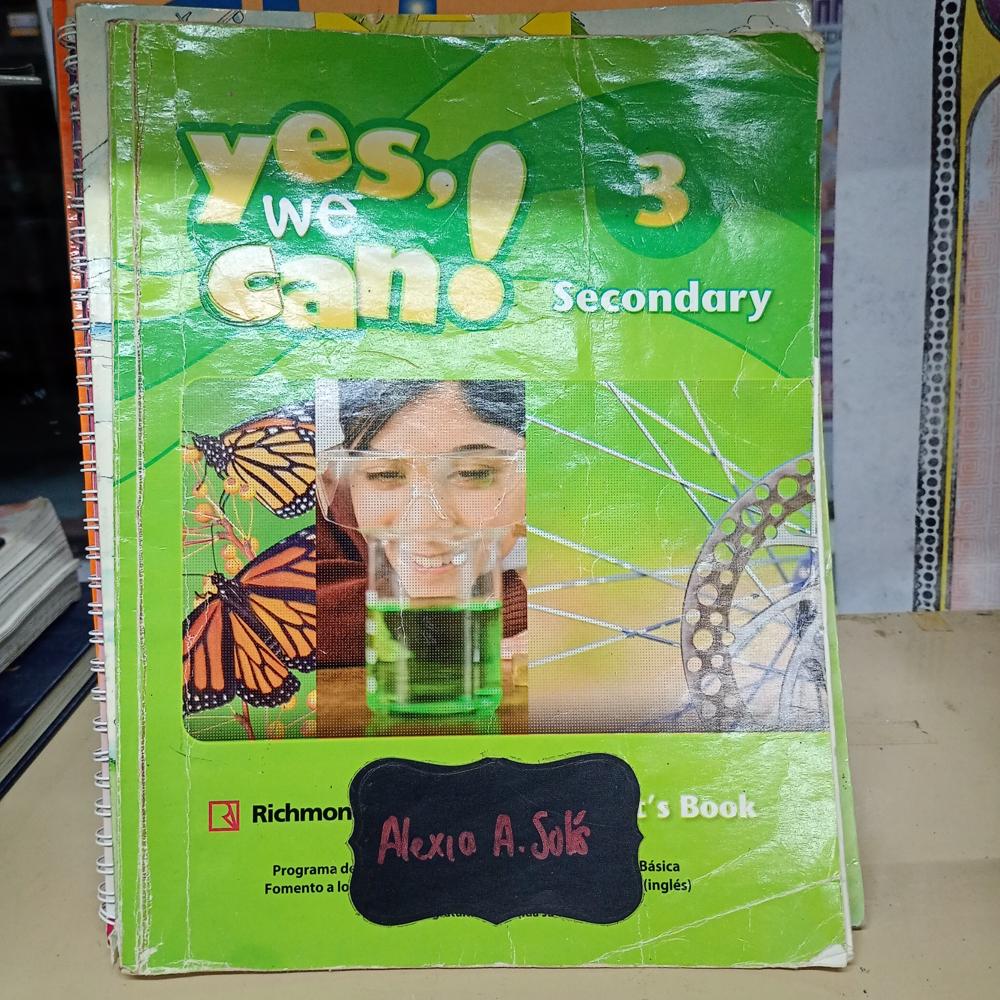 yes,
we
can!
3
Secondary
Richmon
t's Book
Alexia A. Solís
Programa de Básica
Fomento a lo (inglés)